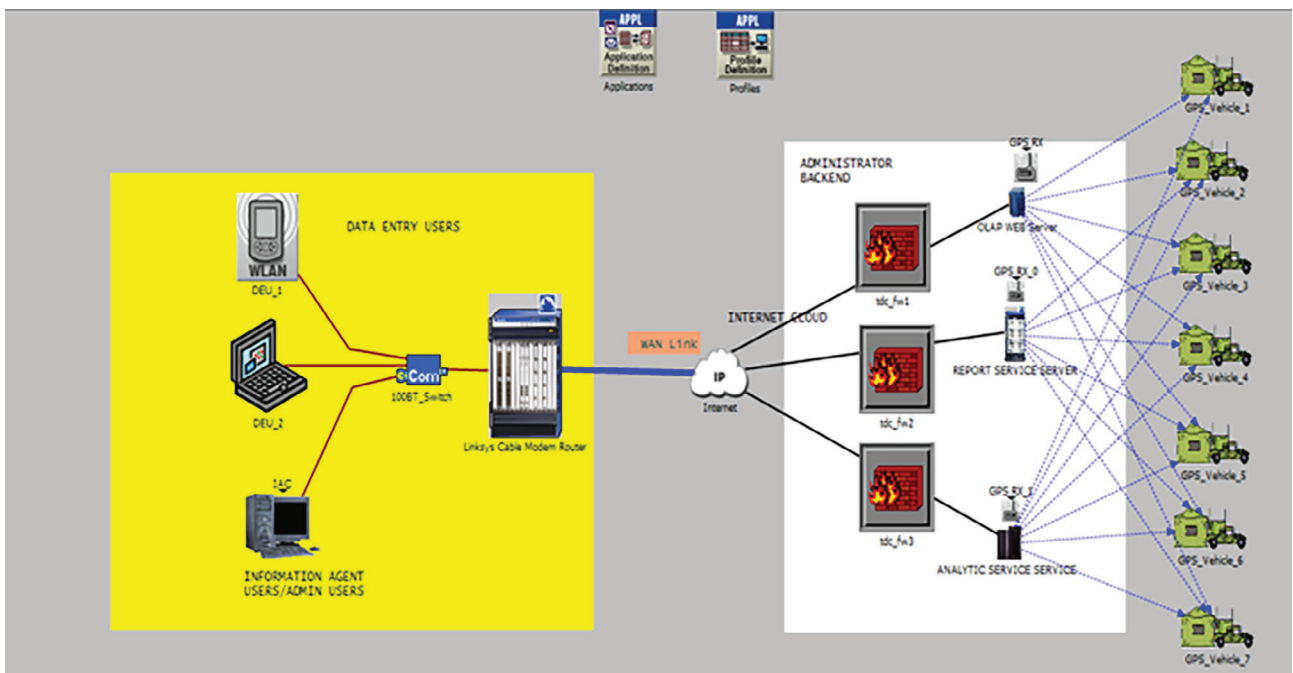 APPL
Application
Definition
Applications
APPL
Profile
Definition
Profiles
DATA ENTRY USERS
WLAN
DEU_1
DEU_2
Com
100BT_Switch
Linksys Cable Modem Router
IAC
INFORMATION AGENT
USERS/ADMIN USERS
WAN Link
IP
Internet
INTERNET CLOUD
ADMINISTRATOR
BACKEND
tdc_fw1
tdc_fw2
tdc_fw3
GPS_RX
OLAP WEB Server
GPS_RX_0
REPORT SERVICE SERVER
GPS_RX_1
ANALYTIC SERVICE SERVICE
GPS_Vehicle_1
GPS_Vehicle_2
GPS_Vehicle_3
GPS_Vehicle_4
GPS_Vehicle_5
GPS_Vehicle_6
GPS_Vehicle_7